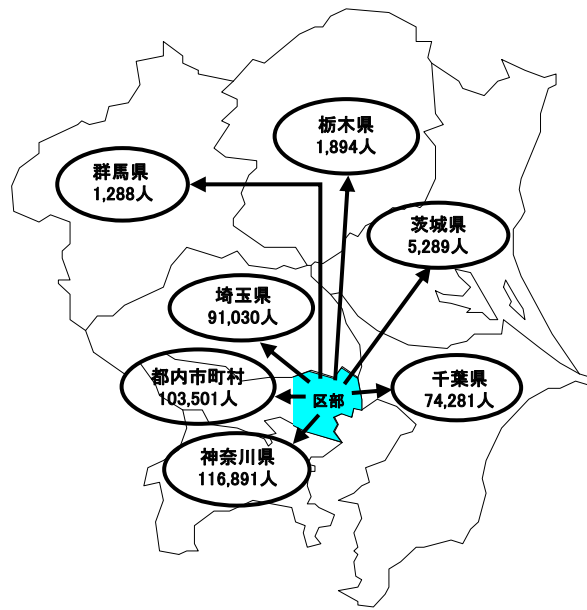 栃木県
1,894人
群馬県
1,288人
茨城県
5,289人
埼玉県
91,030人
都内市町村
103,501人
区部
千葉県
74,281人
神奈川県
116,891人